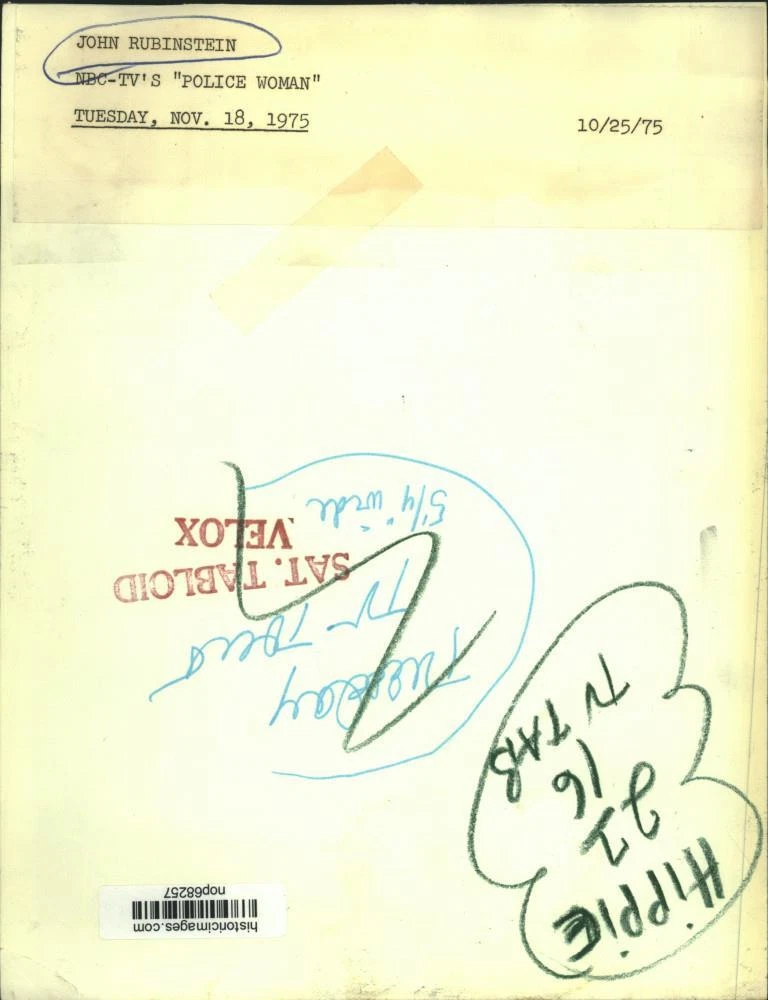 JOHN RUBINSTEIN
NBC-TV'S "POLICE WOMAN"
TUESDAY, NOV. 18, 1975
10/25/75
5 1/4" wide
SAT. TABLOID
VELOX
Tuesday
TV
HIPPIE
16
TV TAB
historicimages.com
nop68257